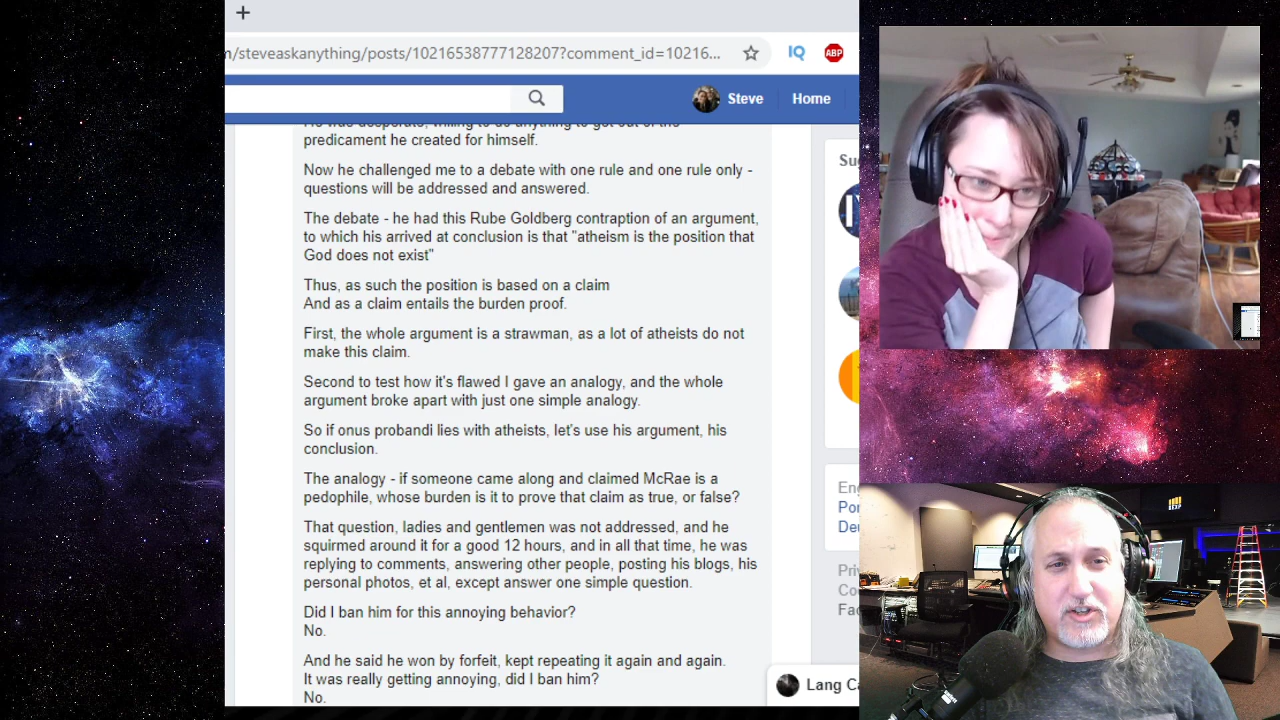 m/steveaskanything/posts/10216538777128207?comment_id=10216...
IQ
ABP
Steve
Home
predicament he created for himself.
Now he challenged me to a debate with one rule and one rule only -
questions will be addressed and answered.
The debate - he had this Rube Goldberg contraption of an argument,
to which his arrived at conclusion is that "atheism is the position that
God does not exist"
Thus, as such the position is based on a claim
And as a claim entails the burden proof.
First, the whole argument is a strawman, as a lot of atheists do not
make this claim.
Second to test how it's flawed I gave an analogy, and the whole
argument broke apart with just one simple analogy.
So if onus probandi lies with atheists, let's use his argument, his
conclusion.
The analogy - if someone came along and claimed McRae is a
pedophile, whose burden is it to prove that claim as true, or false?
That question, ladies and gentlemen was not addressed, and he
squirmed around it for a good 12 hours, and in all that time, he was
replying to comments, answering other people, posting his blogs, his
personal photos, et al, except answer one simple question.
Did I ban him for this annoying behavior?
No.
And he said he won by forfeit, kept repeating it again and again.
It was really getting annoying, did I ban him?
No.
Su
Eng
Por
Der
Pri
Co
Fac
Lang Ca